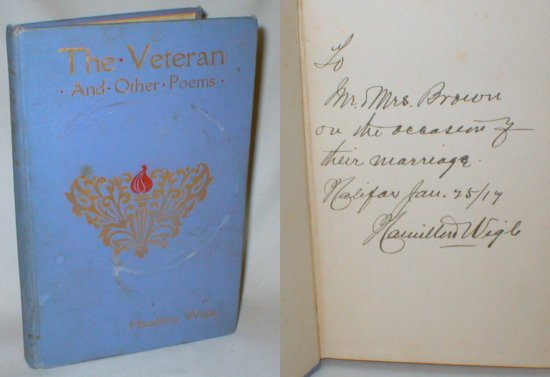 The · Veteran
· And · Other · Poems ·
Hamilton Wigle
To
Mr. & Mrs. Brown
on the occasion of
their marriage.
Halifax Jan. 25/17
Hamilton Wigle